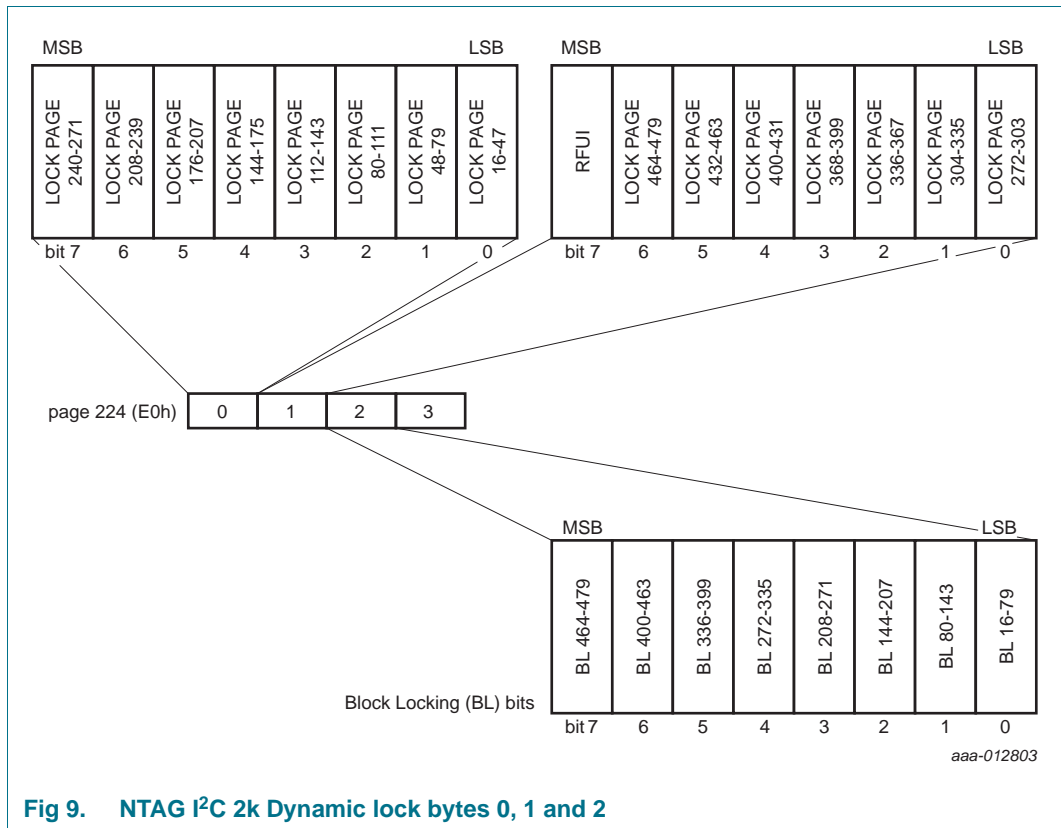 MSB LSB
LOCK PAGE 240-271
LOCK PAGE 208-239
LOCK PAGE 176-207
LOCK PAGE 144-175
LOCK PAGE 112-143
LOCK PAGE 80-111
LOCK PAGE 48-79
LOCK PAGE 16-47
bit 7 6 5 4 3 2 1 0
MSB LSB
RFUI
LOCK PAGE 464-479
LOCK PAGE 432-463
LOCK PAGE 400-431
LOCK PAGE 368-399
LOCK PAGE 336-367
LOCK PAGE 304-335
LOCK PAGE 272-303
bit 7 6 5 4 3 2 1 0
page 224 (E0h) 0 1 2 3
MSB LSB
BL 464-479
BL 400-463
BL 336-399
BL 272-335
BL 208-271
BL 144-207
BL 80-143
BL 16-79
Block Locking (BL) bits
bit 7 6 5 4 3 2 1 0
aaa-012803
Fig 9. NTAG I²C 2k Dynamic lock bytes 0, 1 and 2